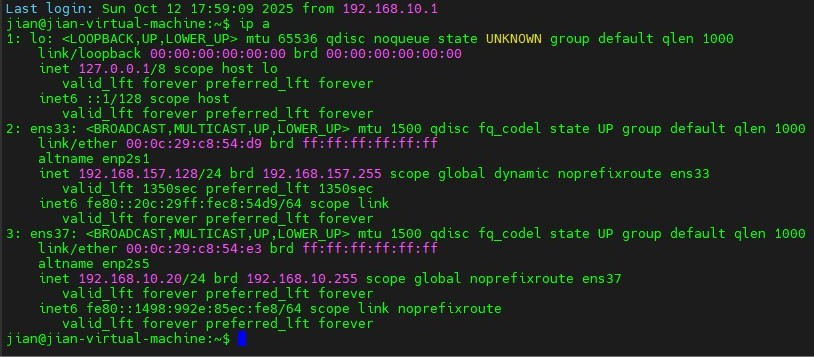 Last login: Sun Oct 12 17:59:09 2025 from 192.168.10.1
jian@jian-virtual-machine:~$ ip a
1: lo: <LOOPBACK,UP,LOWER_UP> mtu 65536 qdisc noqueue state UNKNOWN group default qlen 1000
    link/loopback 00:00:00:00:00:00 brd 00:00:00:00:00:00
    inet 127.0.0.1/8 scope host lo
       valid_lft forever preferred_lft forever
    inet6 ::1/128 scope host
       valid_lft forever preferred_lft forever
2: ens33: <BROADCAST,MULTICAST,UP,LOWER_UP> mtu 1500 qdisc fq_codel state UP group default qlen 1000
    link/ether 00:0c:29:c8:54:d9 brd ff:ff:ff:ff:ff:ff
    altname enp2s1
    inet 192.168.157.128/24 brd 192.168.157.255 scope global dynamic noprefixroute ens33
       valid_lft 1350sec preferred_lft 1350sec
    inet6 fe80::20c:29ff:fec8:54d9/64 scope link
       valid_lft forever preferred_lft forever
3: ens37: <BROADCAST,MULTICAST,UP,LOWER_UP> mtu 1500 qdisc fq_codel state UP group default qlen 1000
    link/ether 00:0c:29:c8:54:e3 brd ff:ff:ff:ff:ff:ff
    altname enp2s5
    inet 192.168.10.20/24 brd 192.168.10.255 scope global noprefixroute ens37
       valid_lft forever preferred_lft forever
    inet6 fe80::1498:992e:85ec:fe8/64 scope link noprefixroute
       valid_lft forever preferred_lft forever
jian@jian-virtual-machine:~$